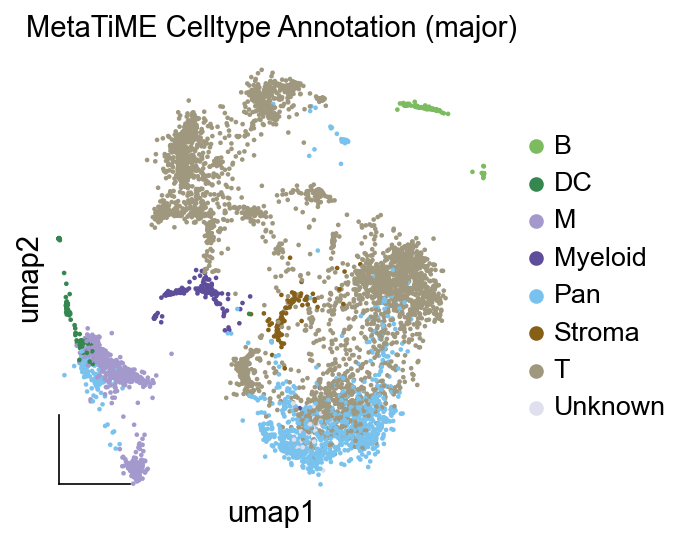 MetaTiME Celltype Annotation (major)
B
DC
M
Myeloid
Pan
Stroma
T
Unknown
umap2
umap1